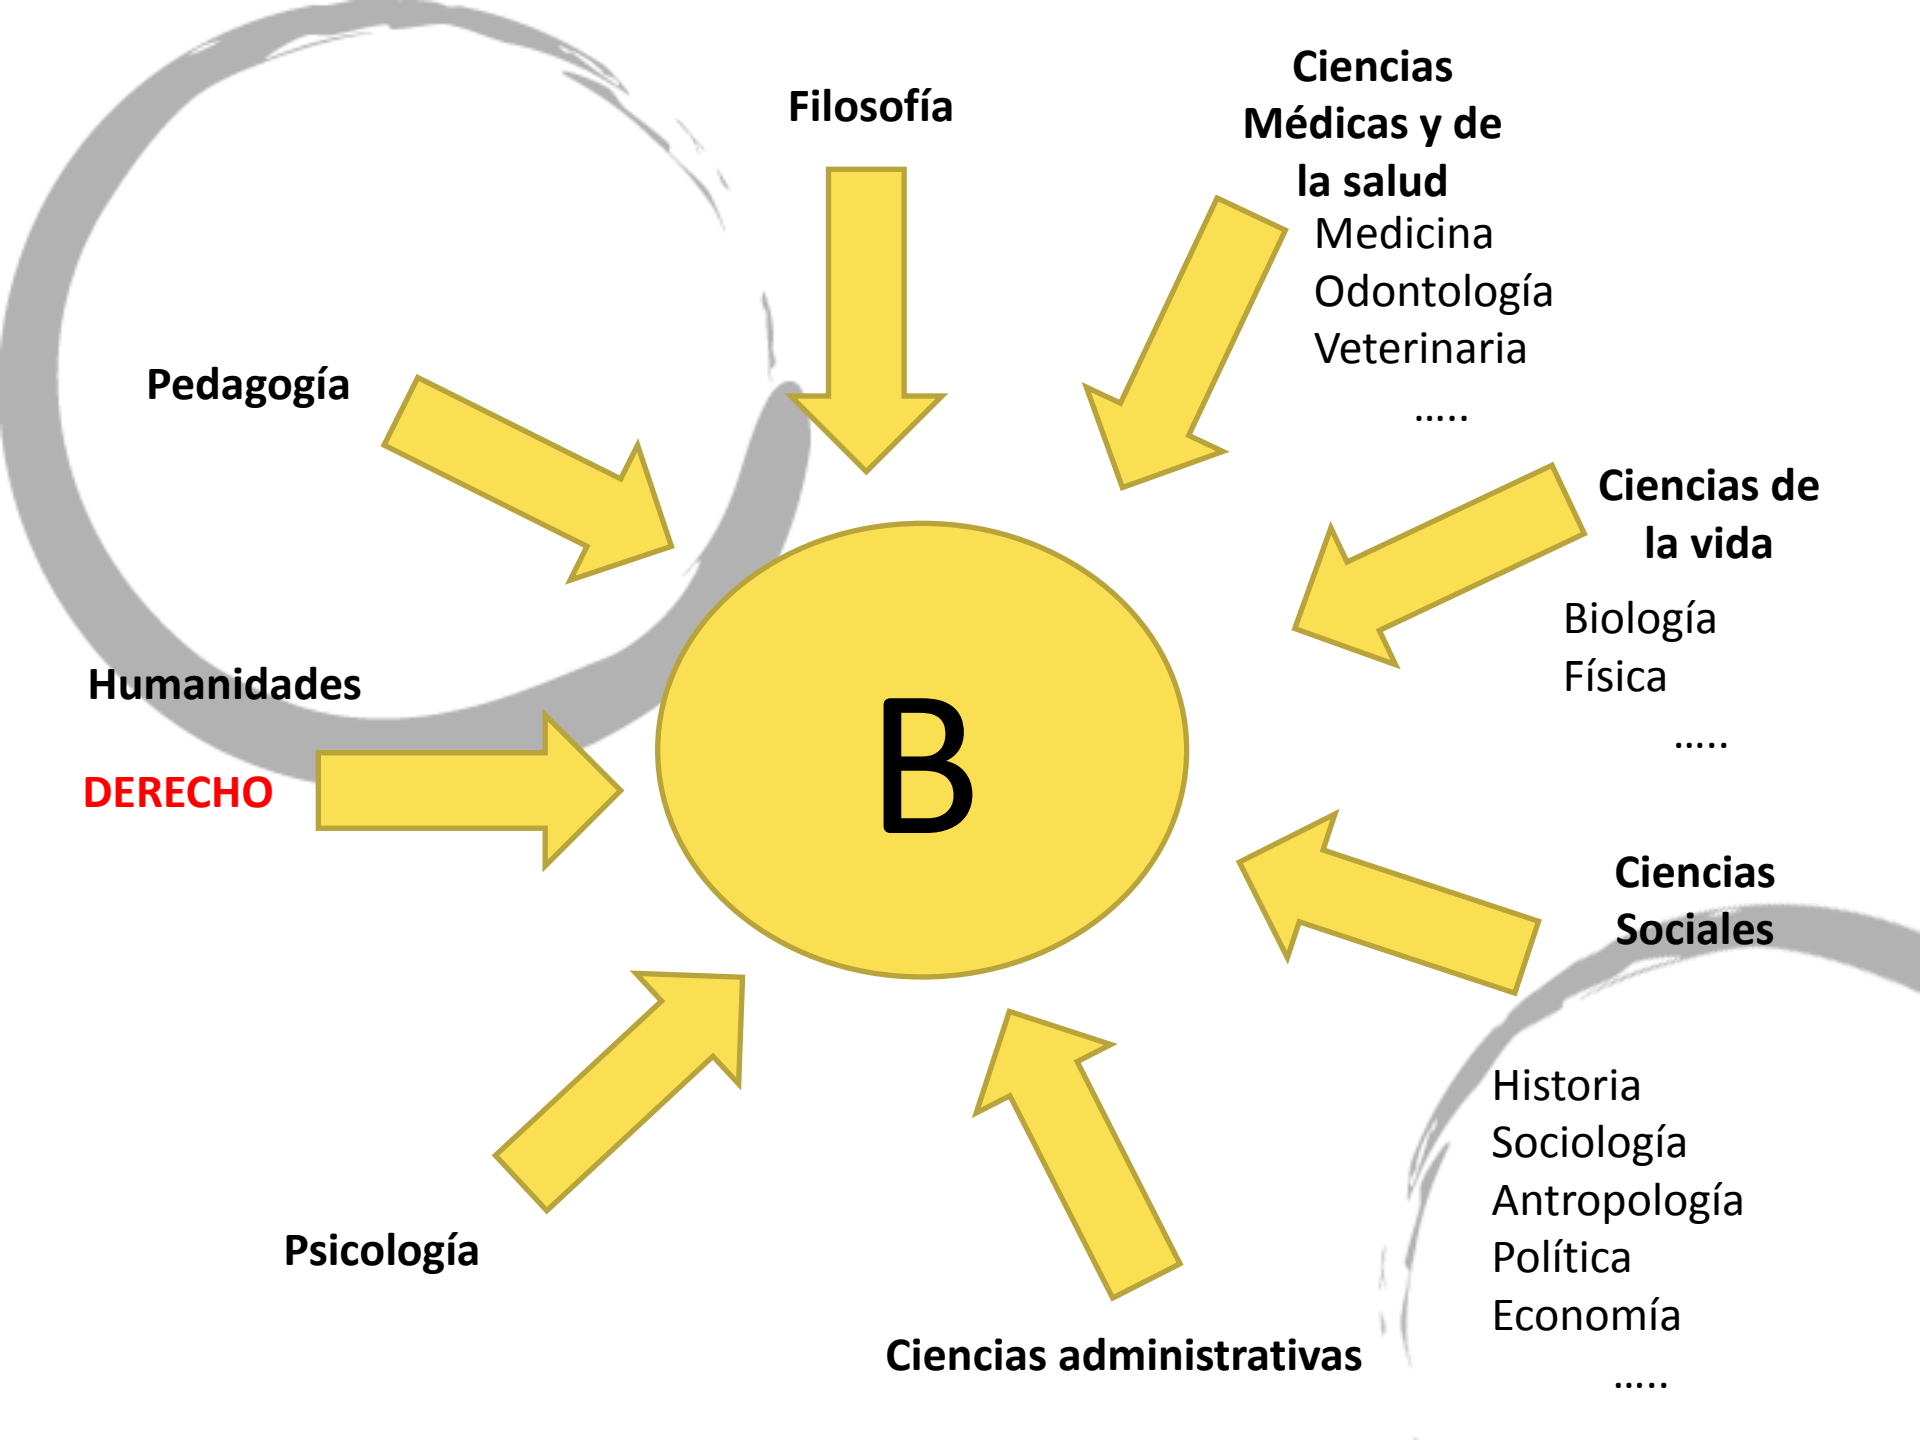 Filosofía
Ciencias
Médicas y de
la salud
Medicina
Odontología
Veterinaria
.....
Pedagogía
Ciencias de
la vida
Biología
Física
.....
Humanidades
DERECHO
B
Ciencias
Sociales
Historia
Sociología
Antropología
Política
Economía
.....
Psicología
Ciencias administrativas